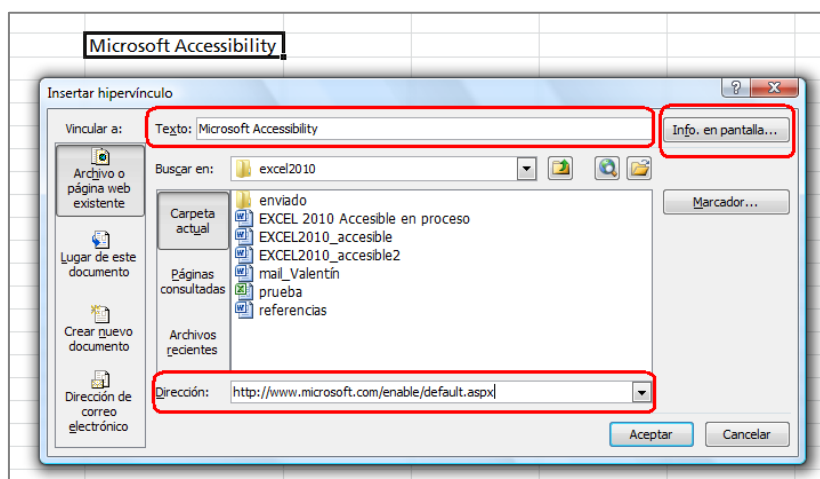 Microsoft Accessibility
Insertar hipervínculo
Vincular a:
Texto: Microsoft Accessibility
Info. en pantalla...
Archivo o
página web
existente
Buscar en: excel2010
Marcador...
Lugar de este
documento
Crear nuevo
documento
Dirección de
correo
electrónico
Carpeta
actual
Páginas
consultadas
Archivos
recientes
enviado
EXCEL 2010 Accesible en proceso
EXCEL2010_accesible
EXCEL2010_accesible2
mail_Valentín
prueba
referencias
Dirección: http://www.microsoft.com/enable/default.aspx
Aceptar
Cancelar